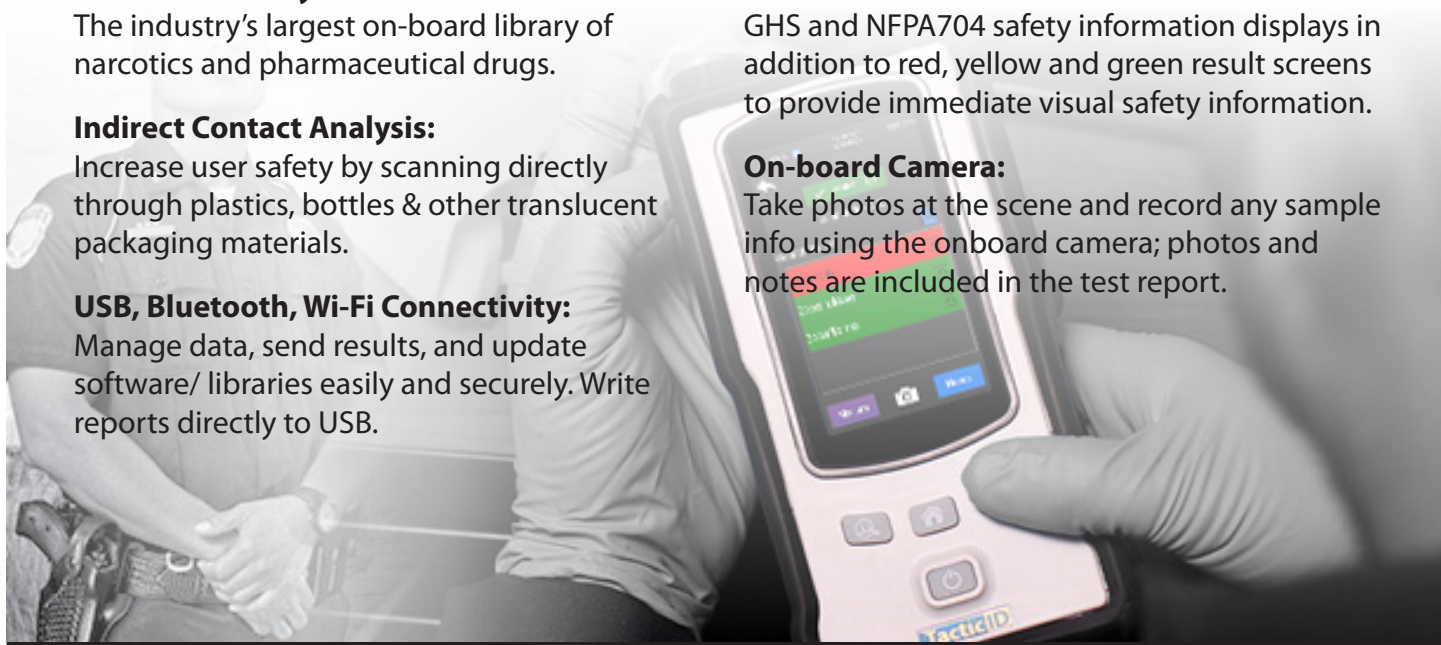 The industry’s largest on-board library of
narcotics and pharmaceutical drugs.
Indirect Contact Analysis:
Increase user safety by scanning directly
through plastics, bottles & other translucent
packaging materials.
USB, Bluetooth, Wi-Fi Connectivity:
Manage data, send results, and update
software/ libraries easily and securely. Write
reports directly to USB.
GHS and NFPA704 safety information displays in
addition to red, yellow and green result screens
to provide immediate visual safety information.
On-board Camera:
Take photos at the scene and record any sample
info using the onboard camera; photos and
notes are included in the test report.
TacticID